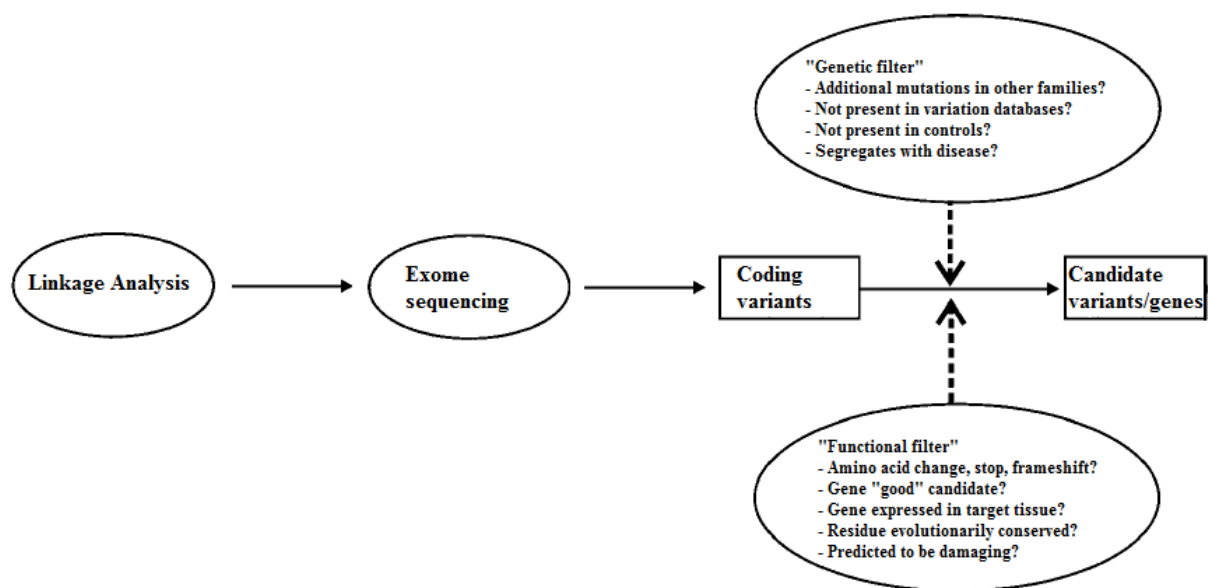 "Genetic filter"
- Additional mutations in other families?
- Not present in variation databases?
- Not present in controls?
- Segregates with disease?
Linkage Analysis
Exome
sequencing
Coding
variants
Candidate
variants/genes
"Functional filter"
- Amino acid change, stop, frameshift?
- Gene "good" candidate?
- Gene expressed in target tissue?
- Residue evolutionarily conserved?
- Predicted to be damaging?